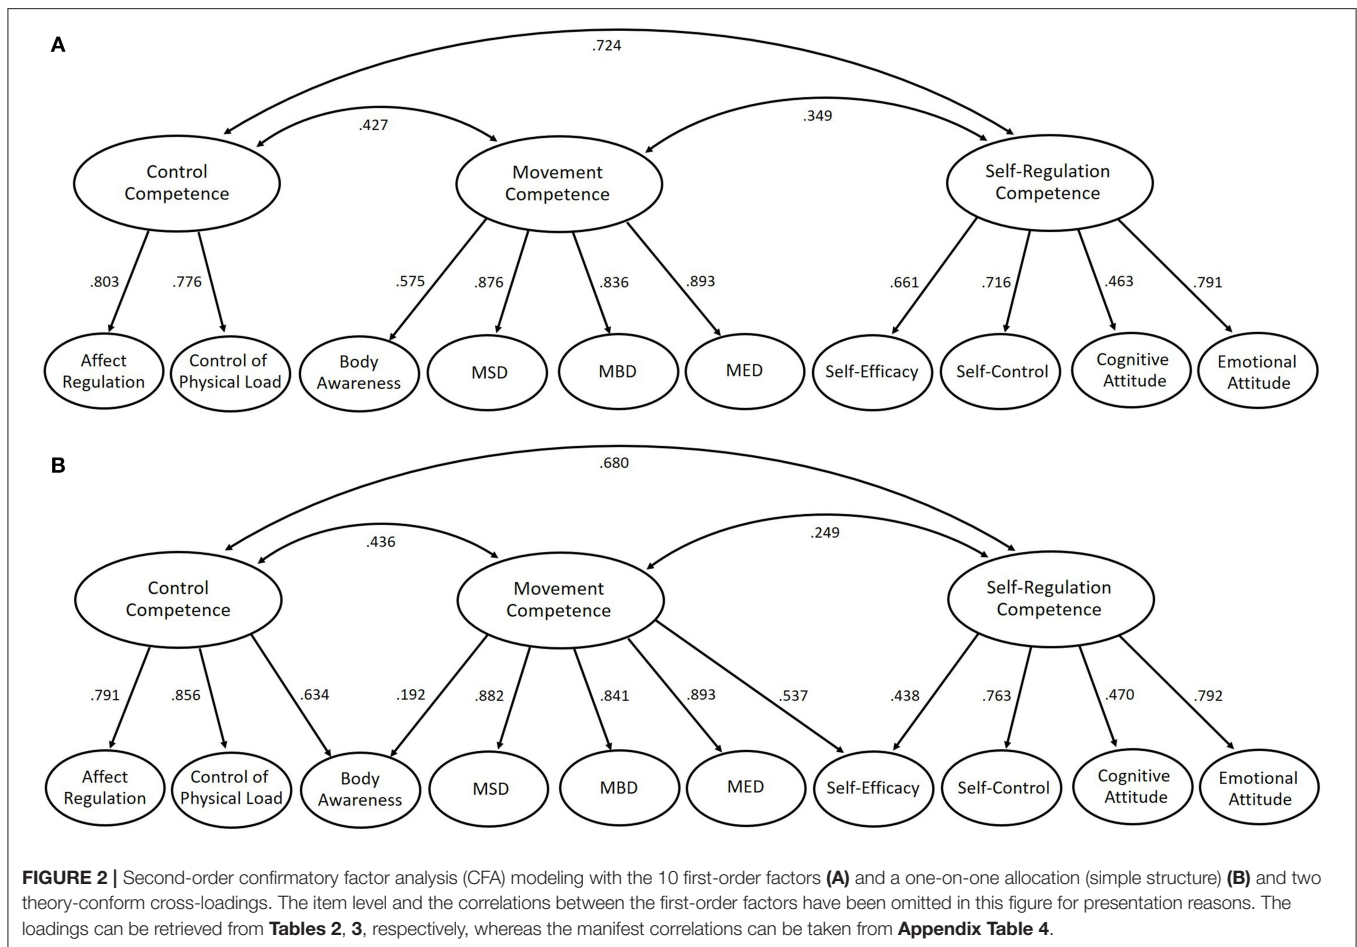 A
.724
.427
.349
Control
Competence
Movement
Competence
Self-Regulation
Competence
.803
.776
.575
.876
.836
.893
.661
.716
.463
.791
Affect
Regulation
Control of
Physical Load
Body
Awareness
MSD
MBD
MED
Self-Efficacy
Self-Control
Cognitive
Attitude
Emotional
Attitude
B
.680
.436
.249
Control
Competence
Movement
Competence
Self-Regulation
Competence
.791
.856
.634
.192
.882
.841
.893
.537
.438
.763
.470
.792
Affect
Regulation
Control of
Physical Load
Body
Awareness
MSD
MBD
MED
Self-Efficacy
Self-Control
Cognitive
Attitude
Emotional
Attitude
FIGURE 2 | Second-order confirmatory factor analysis (CFA) modeling with the 10 first-order factors (A) and a one-on-one allocation (simple structure) (B) and two
theory-conform cross-loadings. The item level and the correlations between the first-order factors have been omitted in this figure for presentation reasons. The
loadings can be retrieved from Tables 2, 3, respectively, whereas the manifest correlations can be taken from Appendix Table 4.